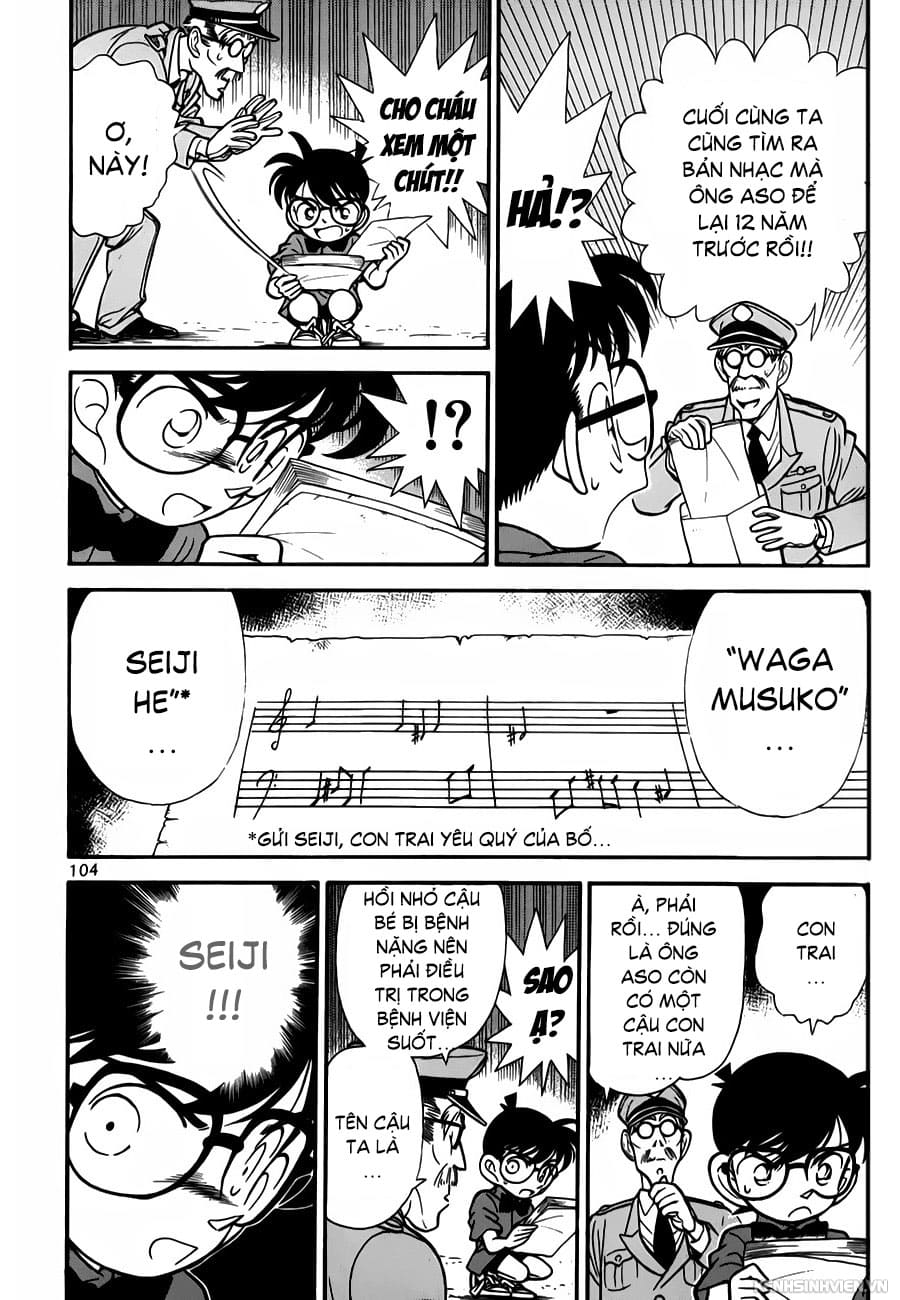 CUỐI CÙNG TA
CŨNG TÌM RA
BẢN NHẠC MÀ
ÔNG ASO ĐỂ
LẠI 12 NĂM
TRƯỚC RỒI!!
HẢ!?
CHO CHÁU
XEM MỘT
CHÚT!!
Ơ,
NÀY!
!?
"WAGA
MUSUKO"
...
SEIJI
HE"*
...
*GỬI SEIJI, CON TRAI YÊU QUÝ CỦA BỐ...
104
CON
TRAI
...
À, PHẢI
RỒI... ĐÚNG
LÀ ÔNG
ASO CÒN
CÓ MỘT
CẬU CON
TRAI NỮA
...
SAO
Ạ?
HỒI NHỎ CẬU
BÉ BỊ BỆNH
NẶNG NÊN
PHẢI ĐIỀU
TRỊ TRONG
BỆNH VIỆN
SUỐT...
TÊN CẬU
TA LÀ
...
SEIJI
!!!
KENHSINHVIEN.VN